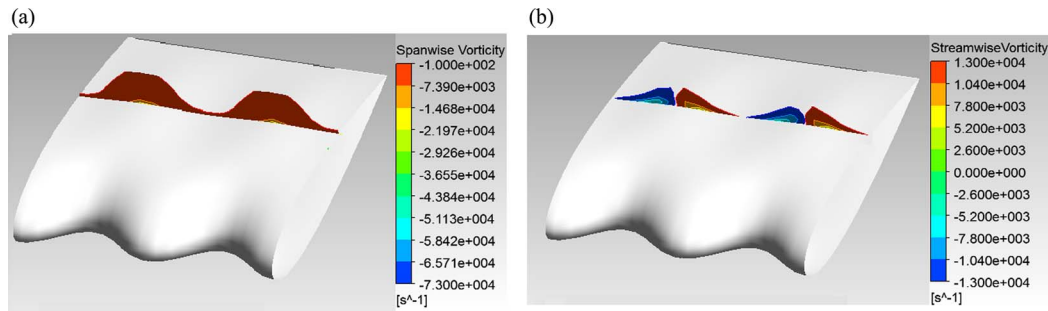 (a)
Spanwise Vorticity
-1.000e+002
-7.390e+003
-1.468e+004
-2.197e+004
-2.926e+004
-3.655e+004
-4.384e+004
-5.113e+004
-5.842e+004
-6.571e+004
-7.300e+004
[s^-1]
(b)
StreamwiseVorticity
1.300e+004
1.040e+004
7.800e+003
5.200e+003
2.600e+003
0.000e+000
-2.600e+003
-5.200e+003
-7.800e+003
-1.040e+004
-1.300e+004
[s^-1]